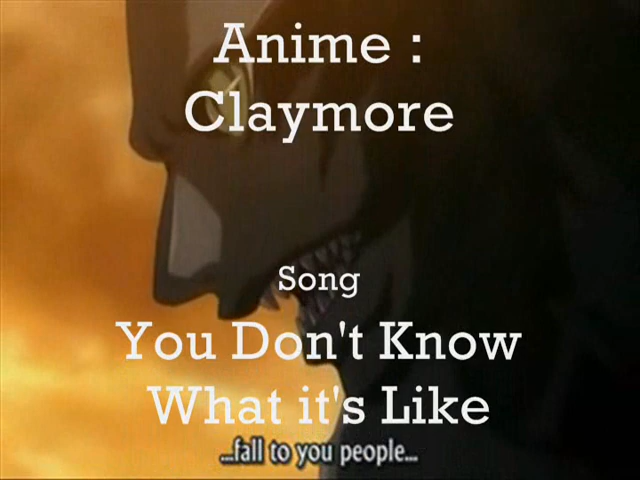 Anime :
Claymore
Song
You Don't Know
What it's Like
...fall to you people...